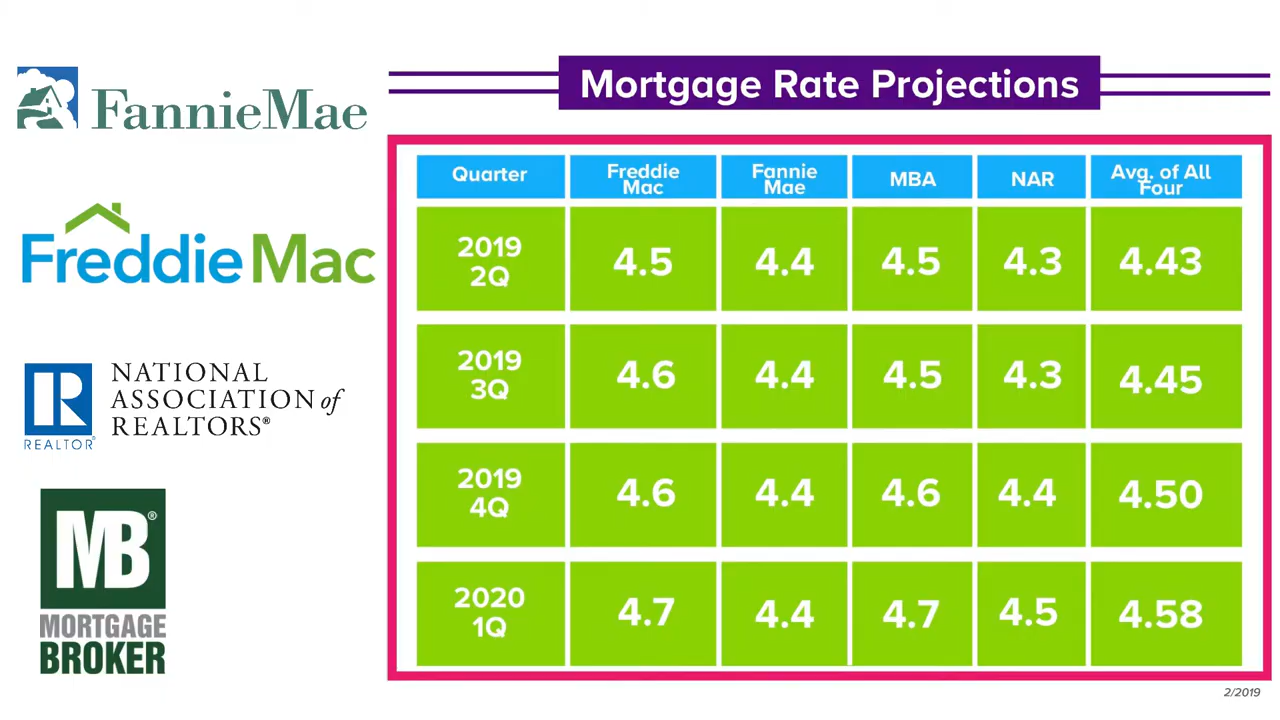 FannieMae
FreddieMac
NATIONAL
ASSOCIATION of
REALTORS®
REALTOR®
MB®
MORTGAGE
BROKER
Mortgage Rate Projections
Quarter Freddie Mac Fannie Mae MBA NAR Avg. of All Four
2019 2Q 4.5 4.4 4.5 4.3 4.43
2019 3Q 4.6 4.4 4.5 4.3 4.45
2019 4Q 4.6 4.4 4.6 4.4 4.50
2020 1Q 4.7 4.4 4.7 4.5 4.58
2/2019